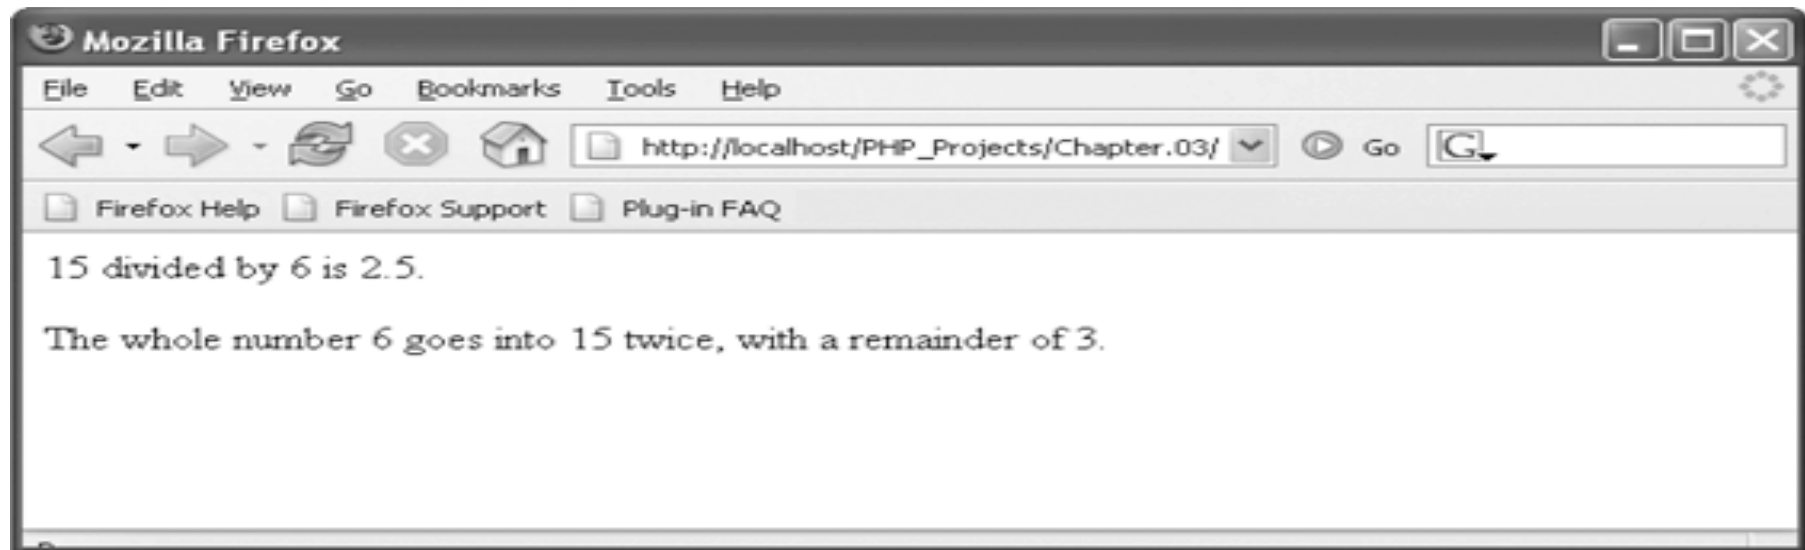 Mozilla Firefox
File Edit View Go Bookmarks Tools Help
http://localhost/PHP_Projects/Chapter.03/ Go G
Firefox Help Firefox Support Plug-in FAQ
15 divided by 6 is 2.5.
The whole number 6 goes into 15 twice, with a remainder of 3.